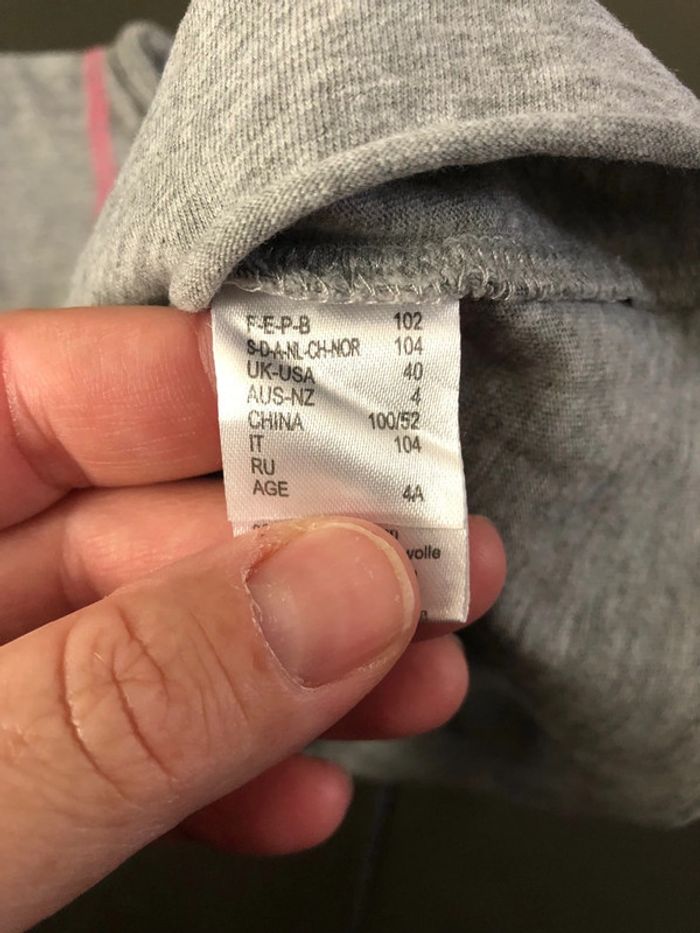 F-E-P-B 102
S-D-A-NL-CH-NOR 104
UK-USA 40
AUS-NZ 4
CHINA 100/52
IT 104
RU
AGE 4A
wolle